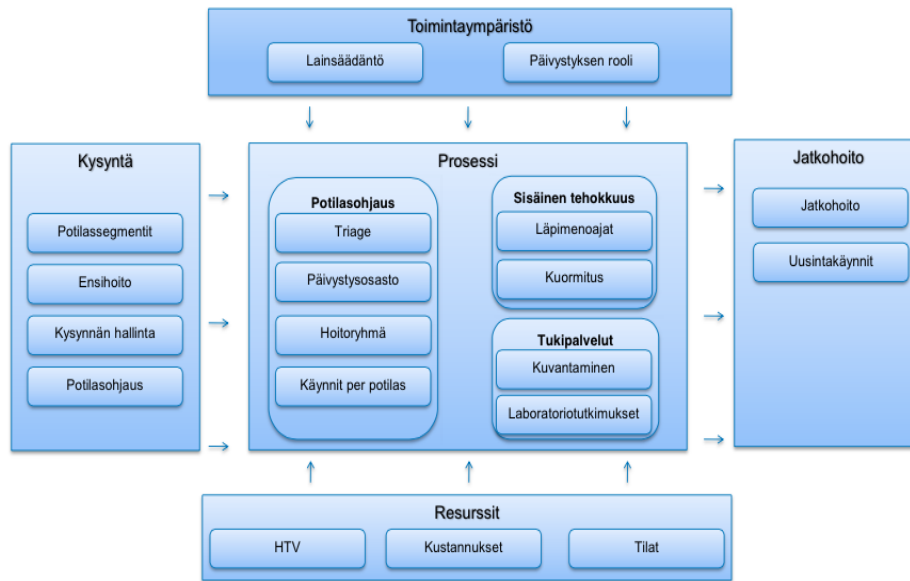 Toimintaympäristö
Lainsäädäntö
Päivystyksen rooli
Kysyntä
Potilassegmentit
Ensihoito
Kysynnän hallinta
Potilasohjaus
Prosessi
Potilasohjaus
Triage
Päivystysosasto
Hoitoryhmä
Käynnit per potilas
Sisäinen tehokkuus
Läpimenoajat
Kuormitus
Tukipalvelut
Kuvantaminen
Laboratoriotutkimukset
Jatkohoito
Jatkohoito
Uusintakäynnit
Resurssit
HTV
Kustannukset
Tilat